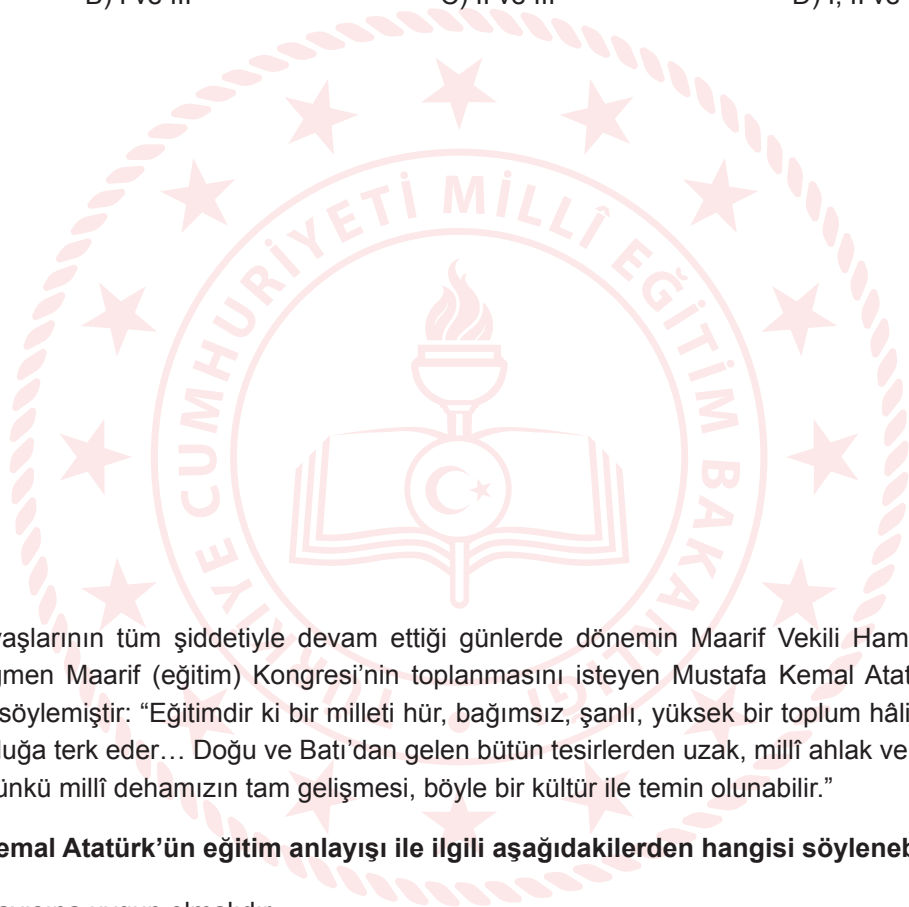 B) I ve III C) II ve III D) I, II ve
TÜRKİYE CUMHURİYETİ MİLLÎ EĞİTİM BAKANLIĞI
vaşlarının tüm şiddetiyle devam ettiği günlerde dönemin Maarif Vekili Ham
ğmen Maarif (eğitim) Kongresi’nin toplanmasını isteyen Mustafa Kemal Atat
söylemiştir: “Eğitimdir ki bir milleti hür, bağımsız, şanlı, yüksek bir toplum hâli
luğa terk eder… Doğu ve Batı’dan gelen bütün tesirlerden uzak, millî ahlak ve
ünkü millî dehamızın tam gelişmesi, böyle bir kültür ile temin olunabilir.”
emal Atatürk’ün eğitim anlayışı ile ilgili aşağıdakilerden hangisi söyleneb